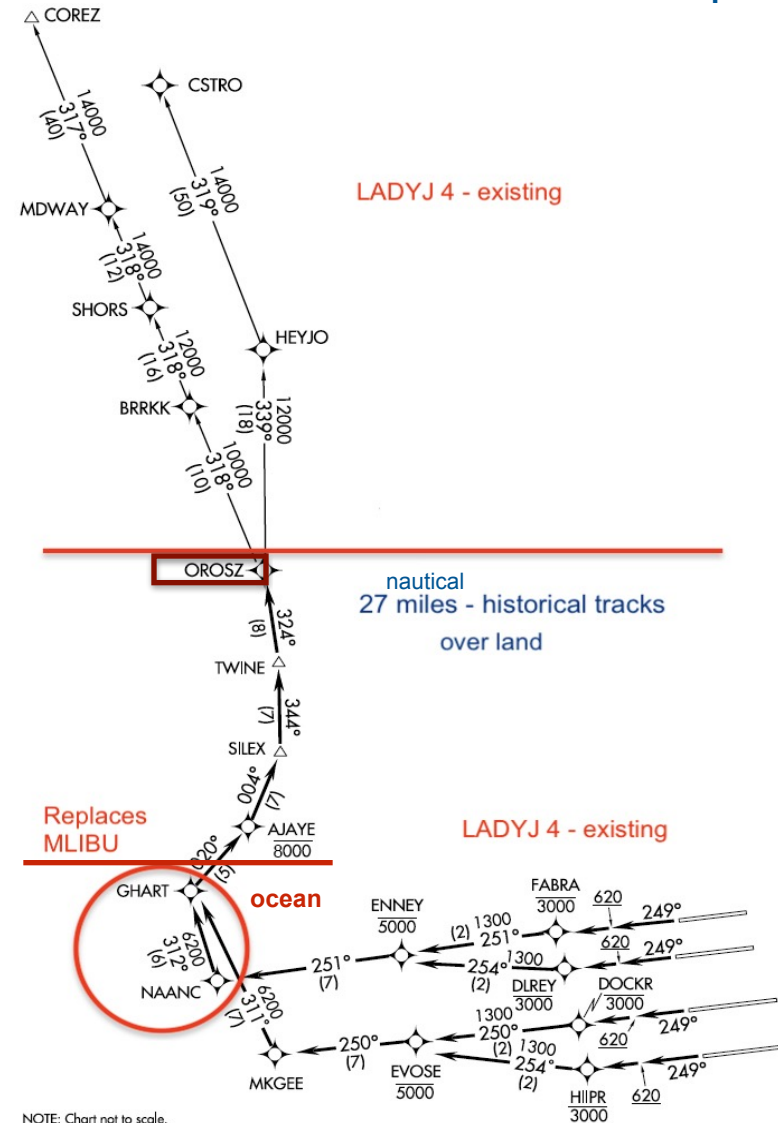 COREZ
CSTRO
14000
317°
(40)
14000
319°
(50)
LADYJ 4 - existing
MDWAY
14000
318°
(12)
SHORS
12000
318°
(16)
HEYJO
BRRKK
12000
339°
(18)
10000
318°
(10)
OROSZ
nautical
27 miles - historical tracks
over land
324°
(8)
TWINE
344°
(7)
SILEX
004°
(7)
Replaces
MLIBU
AJAYE
8000
LADYJ 4 - existing
020°
(5)
GHART
ocean
FABRA
3000
620
249°
ENNEY
5000
(2) 1300
251°
6200
312°
(6)
251°
(7)
1300
254°
(2)
620
249°
NAANC
DLREY
3000
DOCKR
3000
6200
311°
(7)
1300
250°
(2)
620
249°
250°
(7)
MKGEE
EVOSE
5000
1300
254°
(2)
249°
HIIPR
3000
620
NOTE: Chart not to scale.